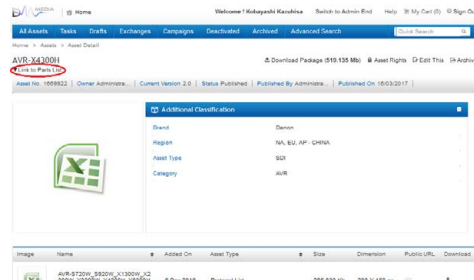 MEDIA
Home
Welcome ! Kobayashi Kazuhisa Switch to Admin End Help My Cart (0) Sign Ou
All Assets Tasks Drafts Exchanges Campaigns Deactivated Archived Advanced Search Quick Search
Home > Assets > Asset Detail
AVR-X4300H
Download Package (519.135 Mb) Asset Rights Edit This Archiv
Link to Parts List
Asset No. 1669822 Owner Administra... Current Version 2.0 Status Published Published By Administra... Published On 16/03/2017
Additional Classification
Brand Denon
Region NA, EU, AP - CHINA
Asset Type SDI
Category AVR
Image Name Added On Asset Type Size Dimension Public URL Download
AVR-S720W_S920W_X1300W_X2